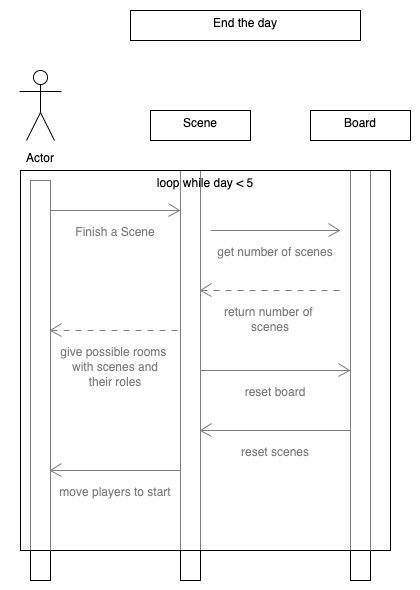 End the day
Scene
Board
Actor
loop while day < 5
Finish a Scene
get number of scenes
return number of
scenes
give possible rooms
with scenes and
their roles
reset board
reset scenes
move players to start